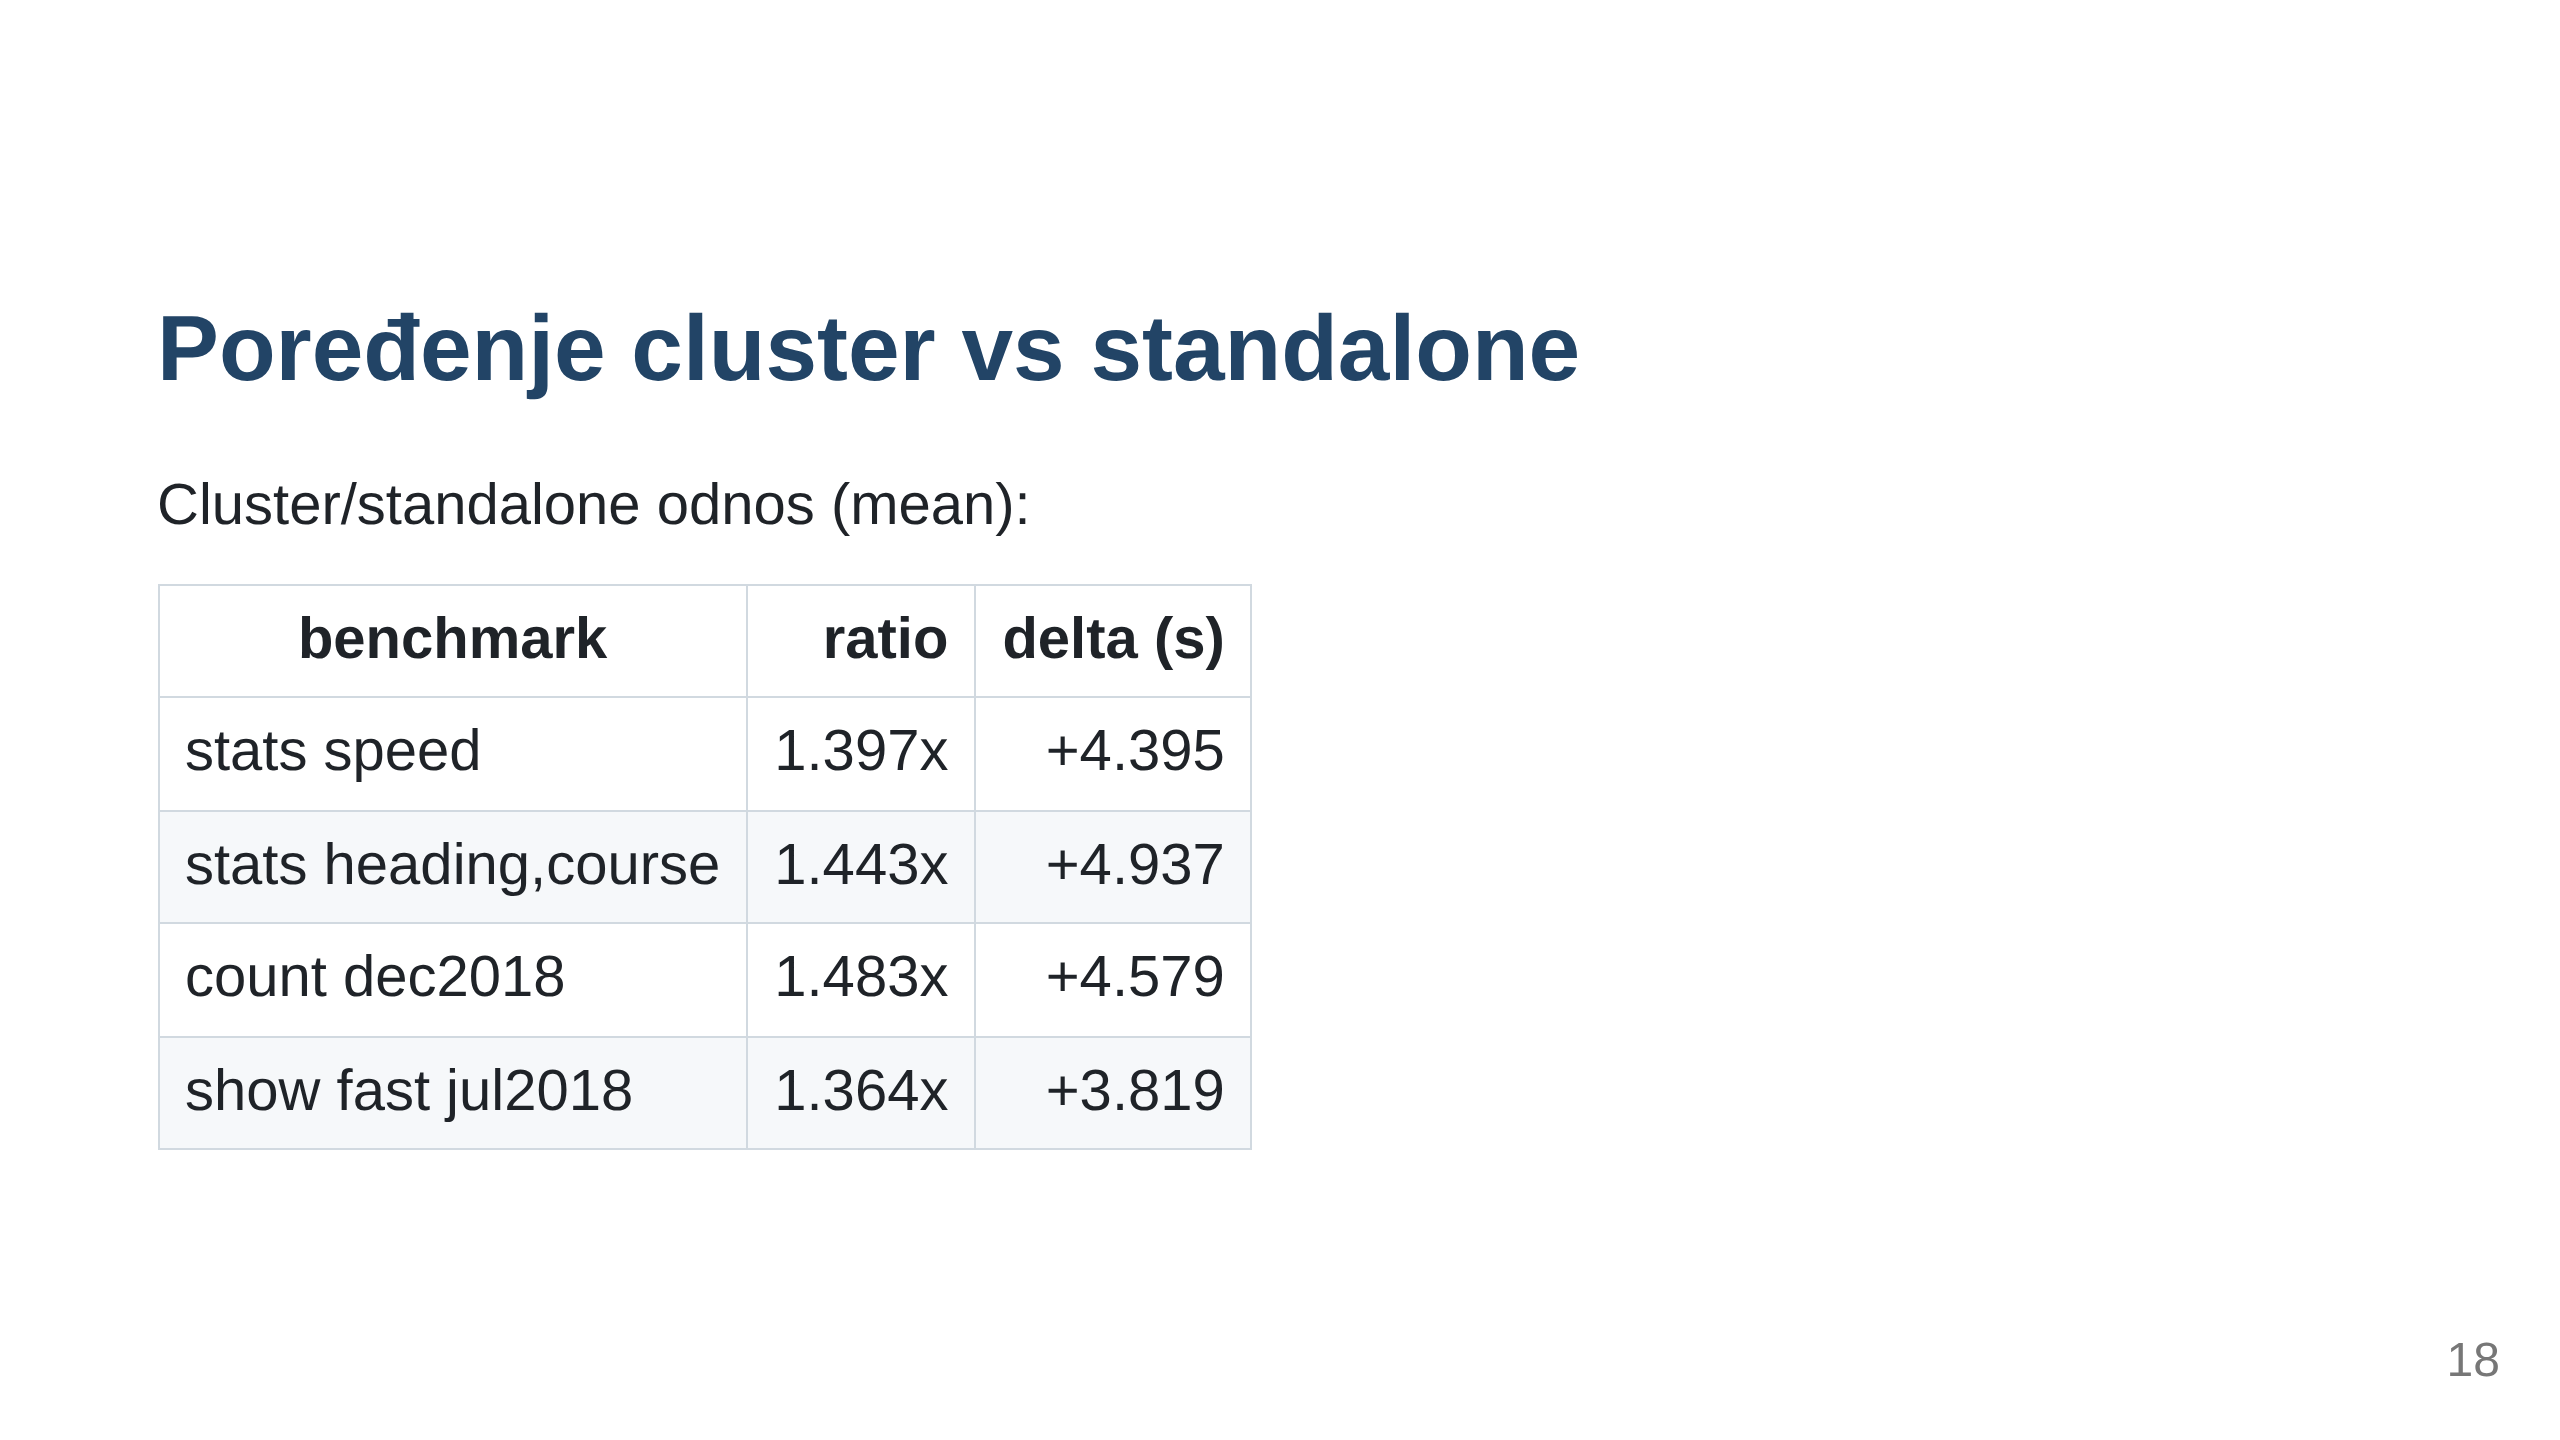 Poređenje cluster vs standalone
Cluster/standalone odnos (mean):
benchmark ratio delta (s)
stats speed 1.397x +4.395
stats heading,course 1.443x +4.937
count dec2018 1.483x +4.579
show fast jul2018 1.364x +3.819
18